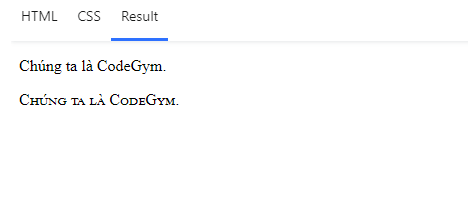 HTML CSS Result
Chúng ta là CodeGym.
Chúng ta là CodeGym.